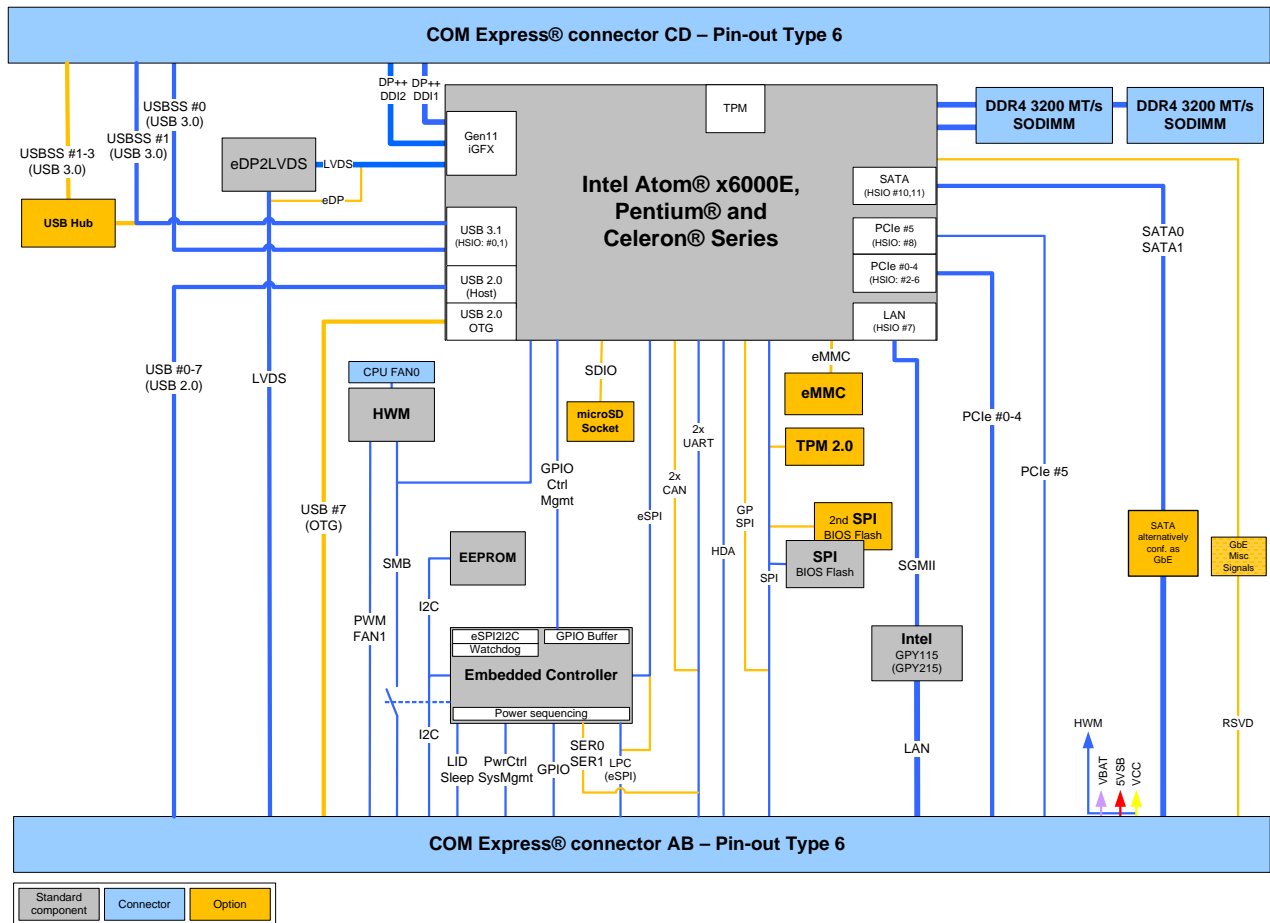 COM Express® connector CD – Pin-out Type 6
USBSS #1-3
(USB 3.0)
USBSS #1
(USB 3.0)
USBSS #0
(USB 3.0)
DP++
DDI2
DP++
DDI1
TPM
DDR4 3200 MT/s
SODIMM
DDR4 3200 MT/s
SODIMM
Gen11
iGFX
eDP2LVDS
LVDS
eDP
USB Hub
Intel Atom® x6000E,
Pentium® and
Celeron® Series
SATA
(HSIO #10,11)
USB 3.1
(HSIO: #0,1)
PCIe #5
(HSIO: #8)
USB 2.0
(Host)
PCIe #0-4
(HSIO: #2-6
USB 2.0
OTG
LAN
(HSIO #7)
SATA0
SATA1
USB #0-7
(USB 2.0)
LVDS
CPU FAN0
HWM
SDIO
microSD
Socket
eMMC
eMMC
TPM 2.0
2x
UART
PCIe #0-4
PCIe #5
GPIO
Ctrl
Mgmt
2x
CAN
USB #7
(OTG)
eSPI
GP
SPI
2nd SPI
BIOS Flash
SPI
BIOS Flash
SATA
alternatively
conf. as
GbE
GbE
Misc
Signals
EEPROM
SMB
HDA
SPI
SGMII
I2C
PWM
FAN1
eSPI2I2C
Watchdog
GPIO Buffer
Embedded Controller
Power sequencing
Intel
GPY115
(GPY215)
I2C
LID
Sleep
PwrCtrl
SysMgmt
GPIO
SER0
SER1
LPC
(eSPI)
LAN
HWM
VBAT
5VSB
VCC
RSVD
COM Express® connector AB – Pin-out Type 6
Standard
component
Connector
Option